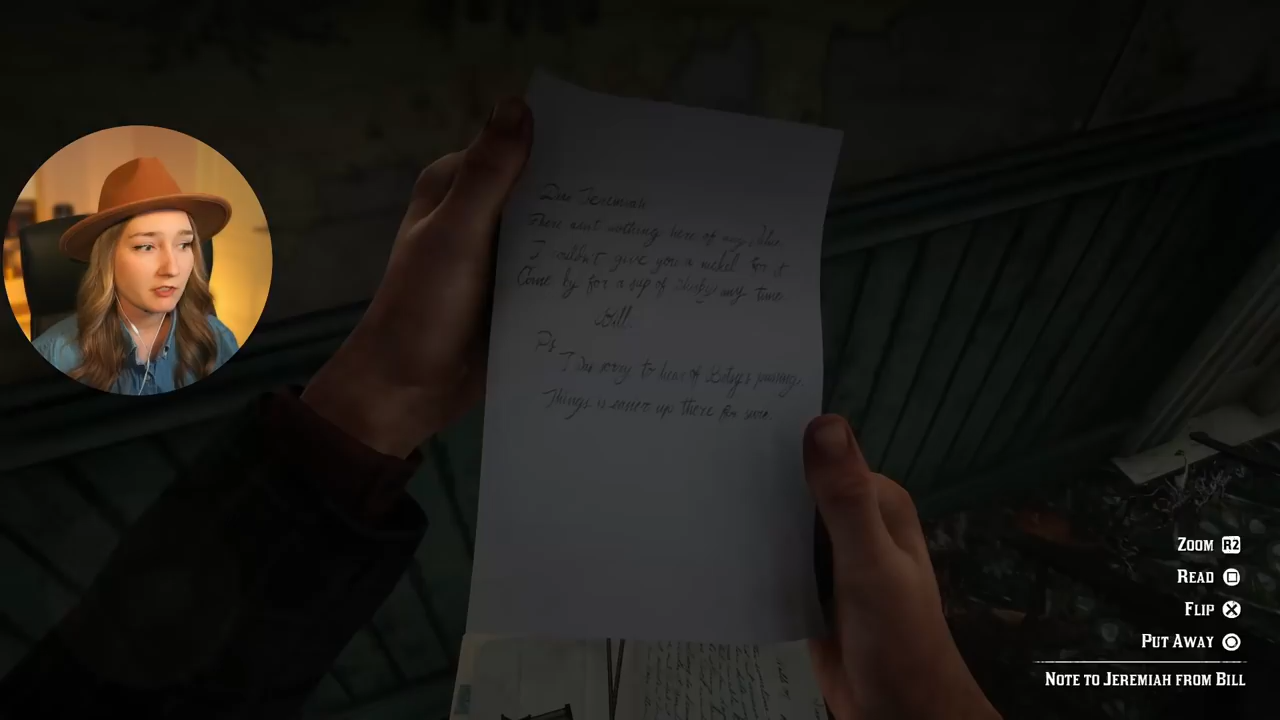 Dear Jeremiah
There aint nothing here of any Value.
I culdn't give you a nickel for it
Come by for a sip of Whisky any time
Bill.
Ps
I Was sorry to hear of Betsy's passing.
Things is easier up there for sure.
ZOOM R2
READ
FLIP
PUT AWAY
NOTE TO JEREMIAH FROM BILL